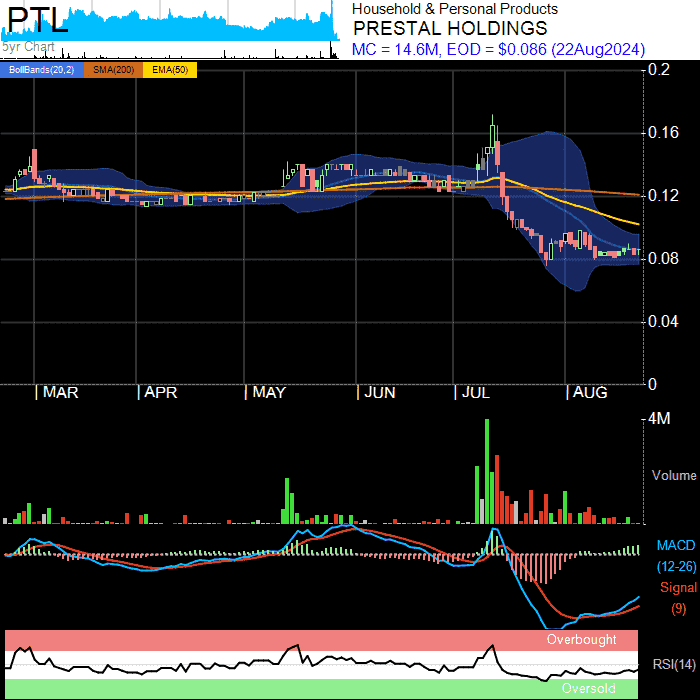 PTL
5yr Chart
Household & Personal Products
PRESTAL HOLDINGS
MC = 14.6M, EOD = $0.086 (22Aug2024)
BollBands(20,2) SMA(200) EMA(50)
0.2
0.16
0.12
0.08
0.04
0
| MAR | APR | MAY | JUN | JUL | AUG
4M
Volume
MACD
(12-26)
Signal
(9)
Overbought
RSI(14)
Oversold